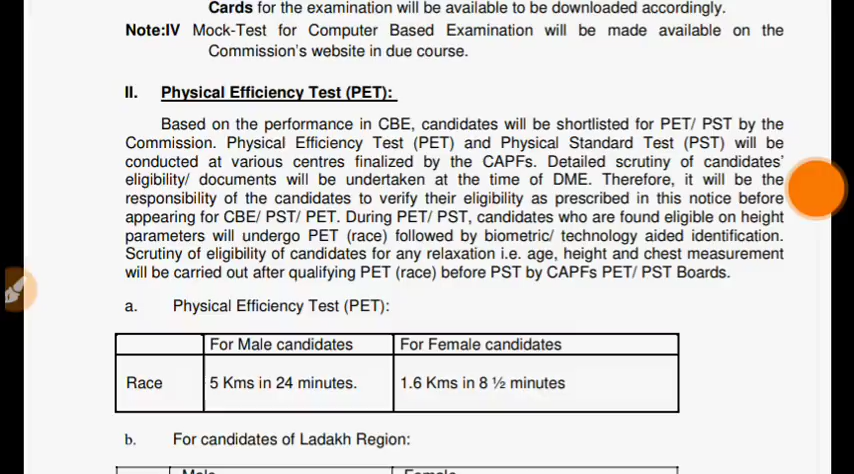 Cards for the examination will be available to be downloaded accordingly.
Note:IV Mock-Test for Computer Based Examination will be made available on the
Commission's website in due course.
II. Physical Efficiency Test (PET):
Based on the performance in CBE, candidates will be shortlisted for PET/ PST by the
Commission. Physical Efficiency Test (PET) and Physical Standard Test (PST) will be
conducted at various centres finalized by the CAPFs. Detailed scrutiny of candidates'
eligibility/ documents will be undertaken at the time of DME. Therefore, it will be the
responsibility of the candidates to verify their eligibility as prescribed in this notice before
appearing for CBE/ PST/ PET. During PET/ PST, candidates who are found eligible on height
parameters will undergo PET (race) followed by biometric/ technology aided identification.
Scrutiny of eligibility of candidates for any relaxation i.e. age, height and chest measurement
will be carried out after qualifying PET (race) before PST by CAPFs PET/ PST Boards.
a. Physical Efficiency Test (PET):
For Male candidates For Female candidates
Race 5 Kms in 24 minutes. 1.6 Kms in 8 ½ minutes
b. For candidates of Ladakh Region:
Male Female